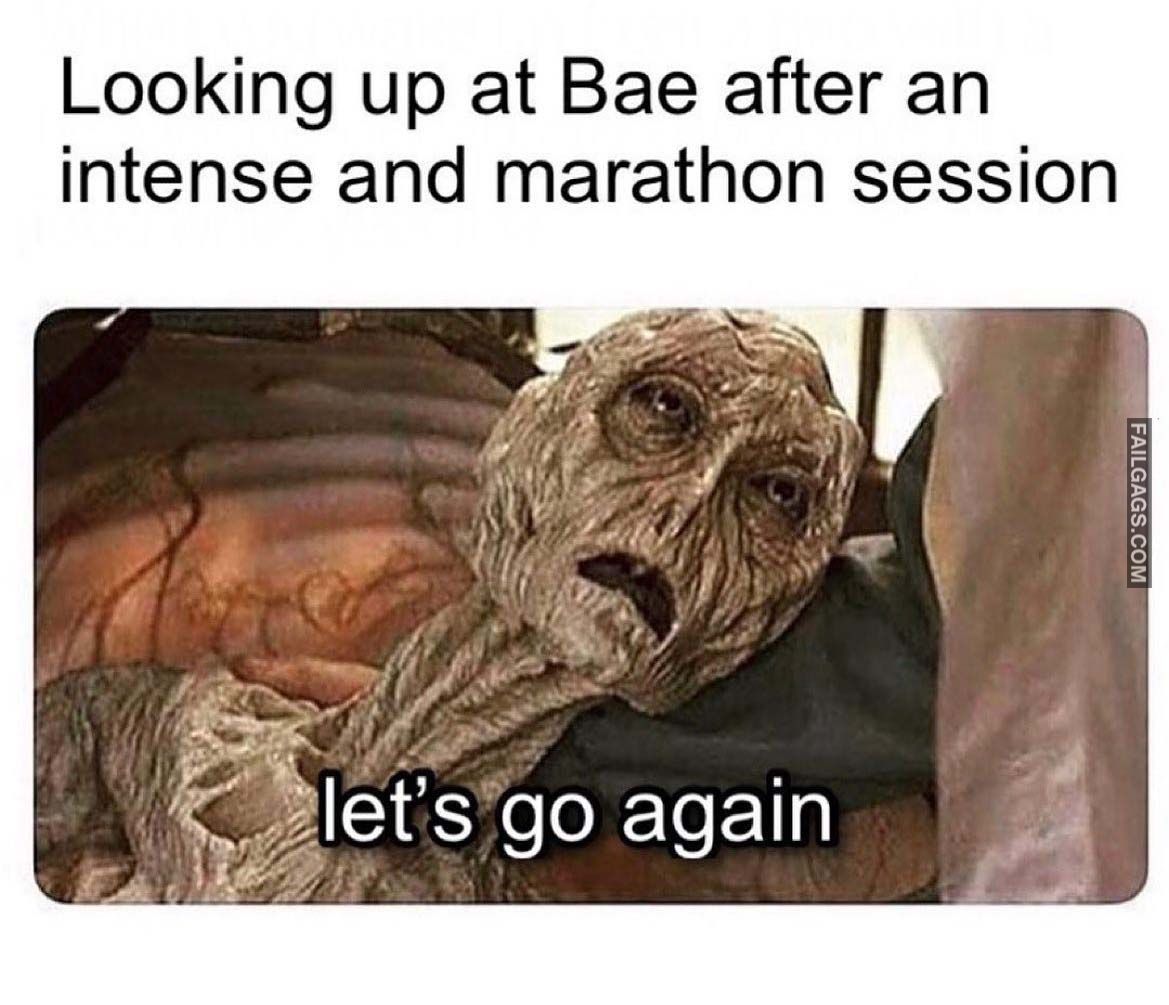 Looking up at Bae after an
intense and marathon session
FAILGAGS.COM
let's go again